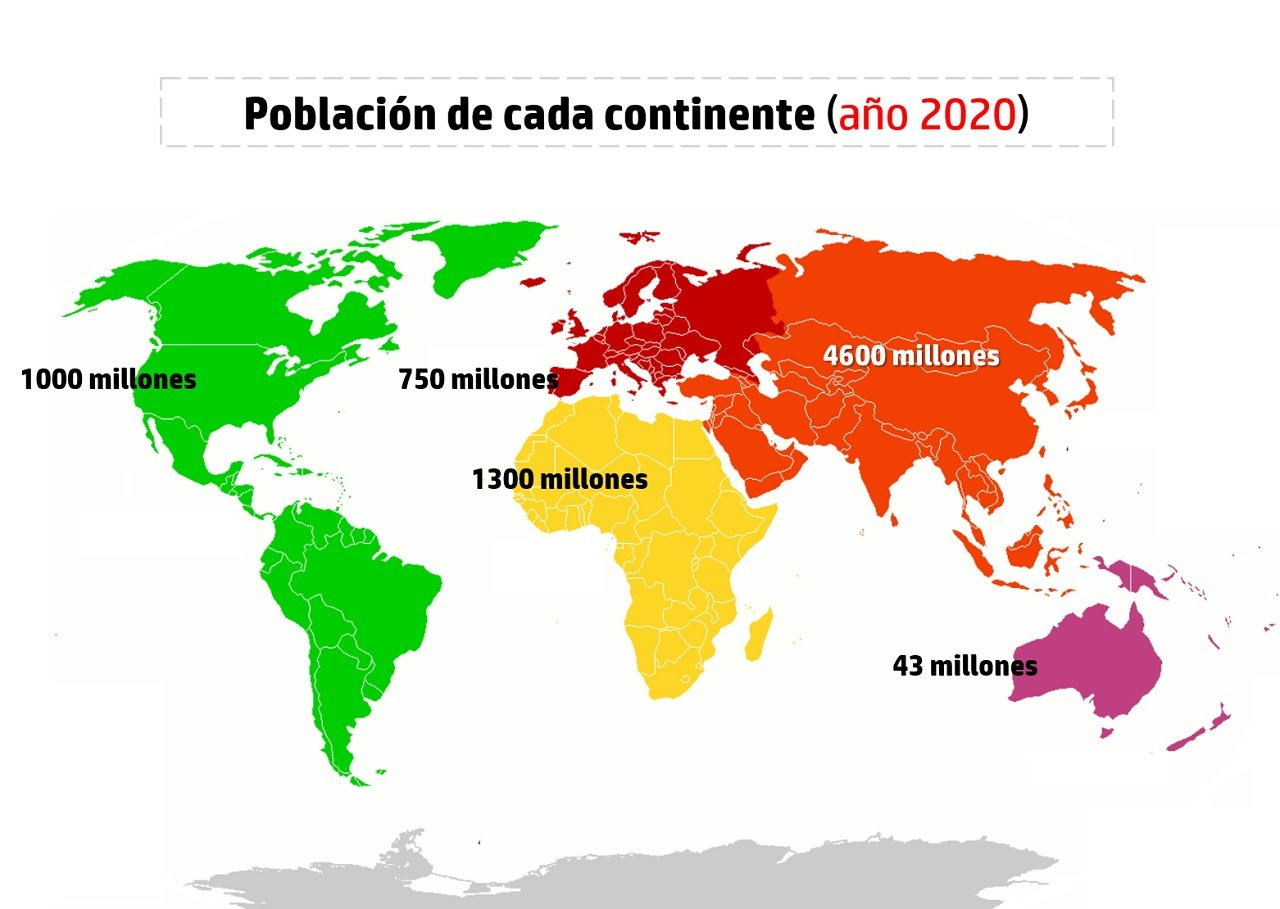 Población de cada continente (año 2020)
4600 millones
1000 millones
750 millones
1300 millones
43 millones